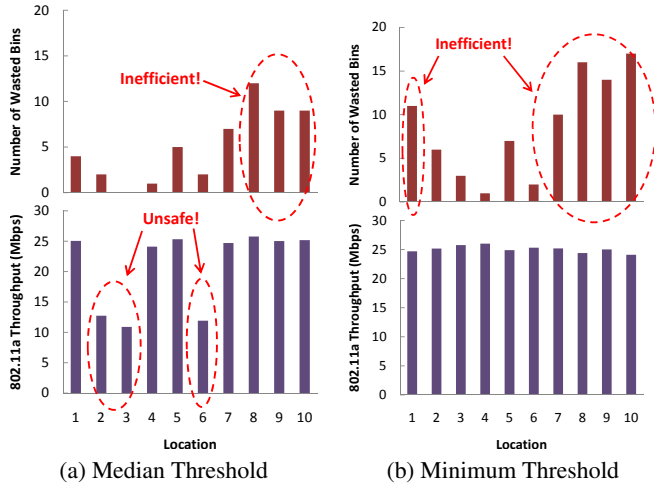 20
15
10
5
0
Number of Wasted Bins
Inefficient!
30
25
20
15
10
5
0
802.11a Throughput (Mbps)
Unsafe!
1 2 3 4 5 6 7 8 9 10
Location
(a) Median Threshold
20
15
10
5
0
Number of Wasted Bins
Inefficient!
30
25
20
15
10
5
0
802.11a Throughput (Mbps)
1 2 3 4 5 6 7 8 9 10
Location
(b) Minimum Threshold